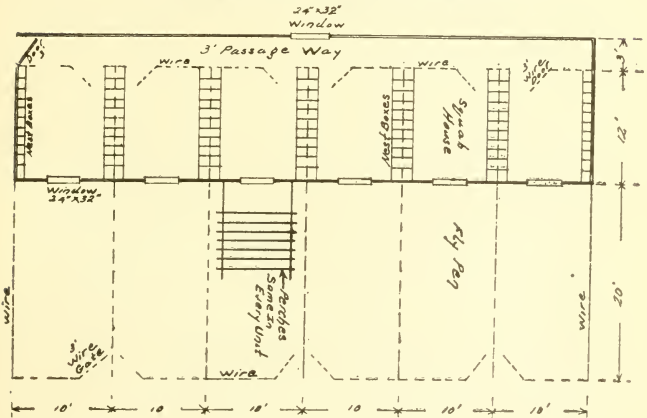 24"x32"
Window
3' Passage Way
3'
Door
3'
wire
wire
3'
Wire
Door
Nest Boxes
Nest Boxes
Squab
House
12'
Window
24"x32"
Perches
Some In
Every Unit
Fly Pen
20'
wire
wire
3'
Wire
Gate
wire
10'
10
10'
10
10'
10'